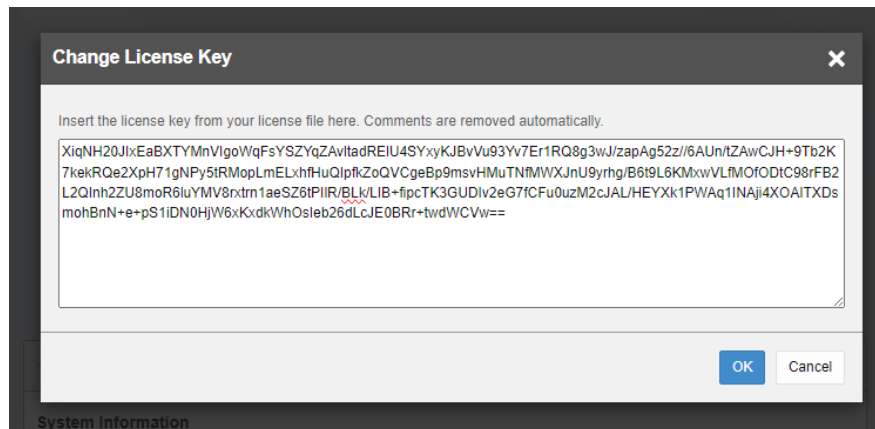 Change License Key
Insert the license key from your license file here. Comments are removed automatically.
XiqNH20JIxEaBXTYMnVIgoWqFsYSZYqZAvltadREIU4SYxyKJBvVu93Yv7Er1RQ8g3wJ/zapAg52z//6AUn/tZAwCJH+9Tb2K
7kekRQe2XpH71gNPy5tRMopLmELxhfHuQIpfkZoQVCgeBp9msvHMuTNfMWXJnU9yrhg/B6t9L6KMxwVLfMOfODtC98rFB2
L2QInh2ZU8moR6luYMV8rxtrn1aeSZ6tPIIR/BLk/LIB+fipcTK3GUDlv2eG7fCFu0uzM2cJAL/HEYXk1PWAq1INAji4XOAITXDs
mohBnN+e+pS1iDN0HjW6xKxdkWhOsIeb26dLcJE0BRr+twdWCVw==
OK Cancel
System Information